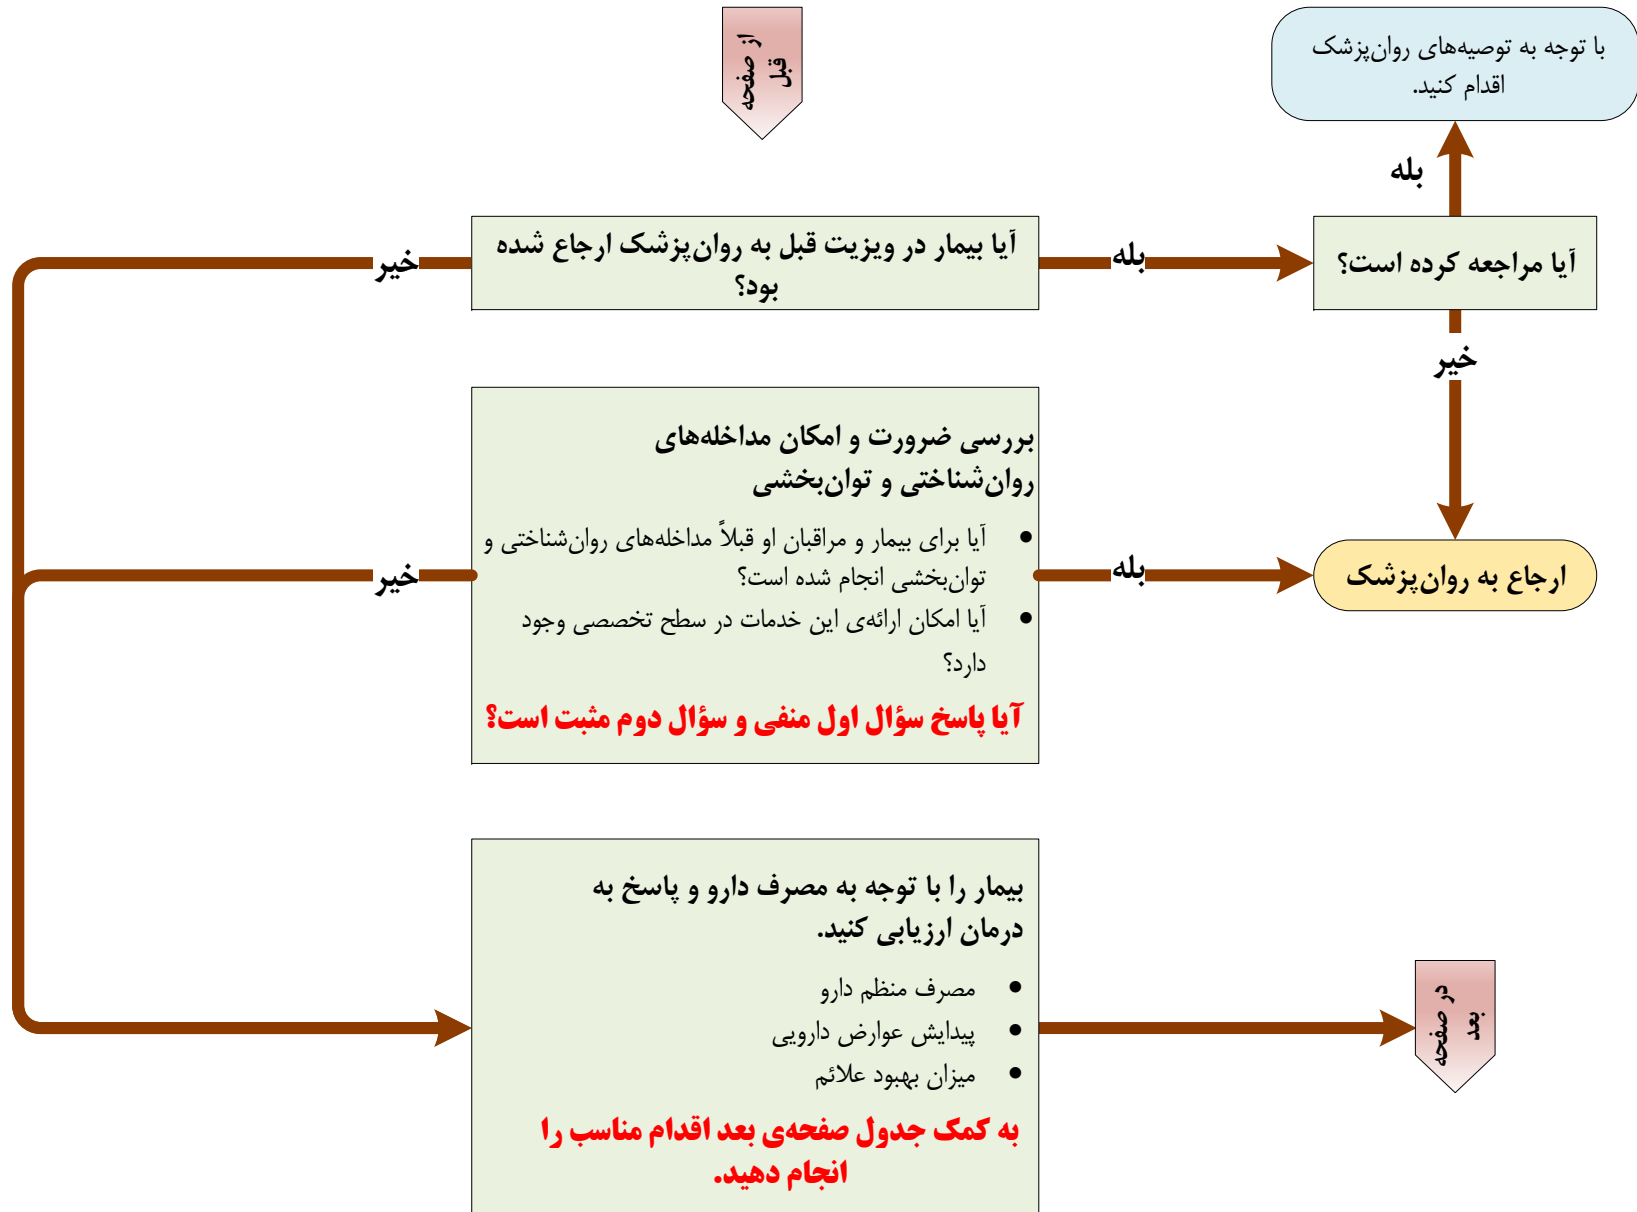 از صفحه
قبل
با توجه به توصیه‌های روان‌پزشک
اقدام کنید.
بله
آیا بیمار در ویزیت قبل به روان‌پزشک ارجاع شده
بود؟
بله
آیا مراجعه کرده است؟
خیر
خیر
بررسی ضرورت و امکان مداخله‌های
روان‌شناختی و توان‌بخشی
• آیا برای بیمار و مراقبان او قبلاً مداخله‌های روان‌شناختی و
توان‌بخشی انجام شده است؟
• آیا امکان ارائه‌ی این خدمات در سطح تخصصی وجود
دارد؟
آیا پاسخ سؤال اول منفی و سؤال دوم مثبت است؟
بله
خیر
ارجاع به روان‌پزشک
بیمار را با توجه به مصرف دارو و پاسخ به
درمان ارزیابی کنید.
• مصرف منظم دارو
• پیدایش عوارض دارویی
• میزان بهبود علائم
به کمک جدول صفحه‌ی بعد اقدام مناسب را
انجام دهید.
در صفحه
بعد